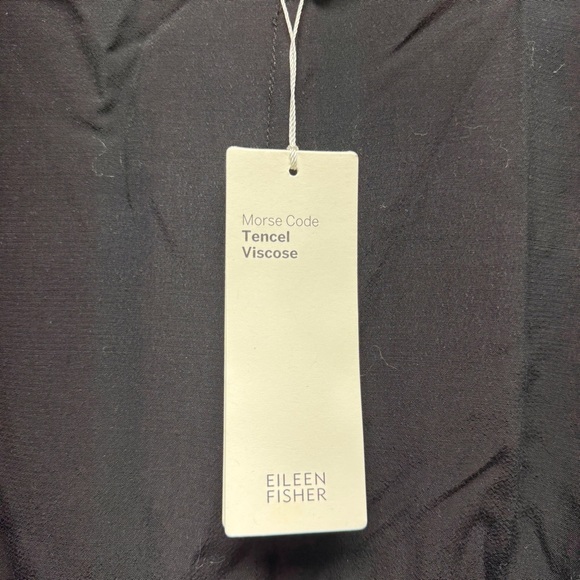 Morse Code
Tencel
Viscose
EILEEN
FISHER